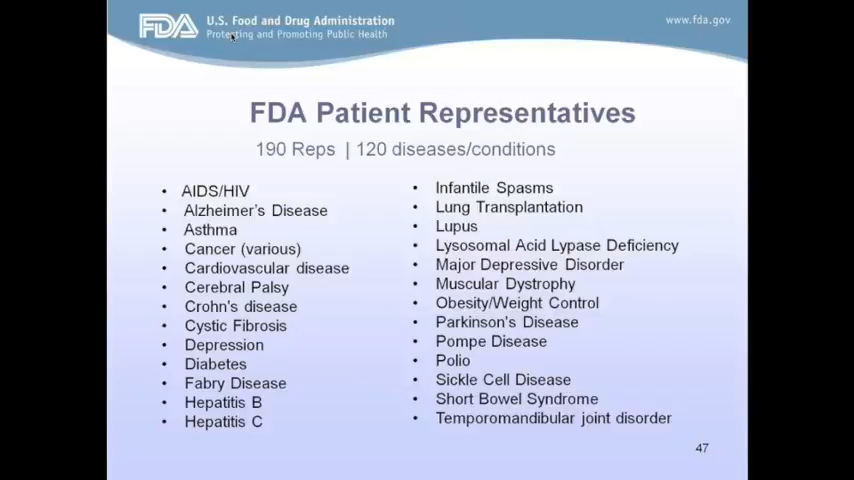 FDA U.S. Food and Drug Administration
Protecting and Promoting Public Health
www.fda.gov
FDA Patient Representatives
190 Reps | 120 diseases/conditions
• AIDS/HIV
• Alzheimer's Disease
• Asthma
• Cancer (various)
• Cardiovascular disease
• Cerebral Palsy
• Crohn's disease
• Cystic Fibrosis
• Depression
• Diabetes
• Fabry Disease
• Hepatitis B
• Hepatitis C
• Infantile Spasms
• Lung Transplantation
• Lupus
• Lysosomal Acid Lypase Deficiency
• Major Depressive Disorder
• Muscular Dystrophy
• Obesity/Weight Control
• Parkinson's Disease
• Pompe Disease
• Polio
• Sickle Cell Disease
• Short Bowel Syndrome
• Temporomandibular joint disorder
47